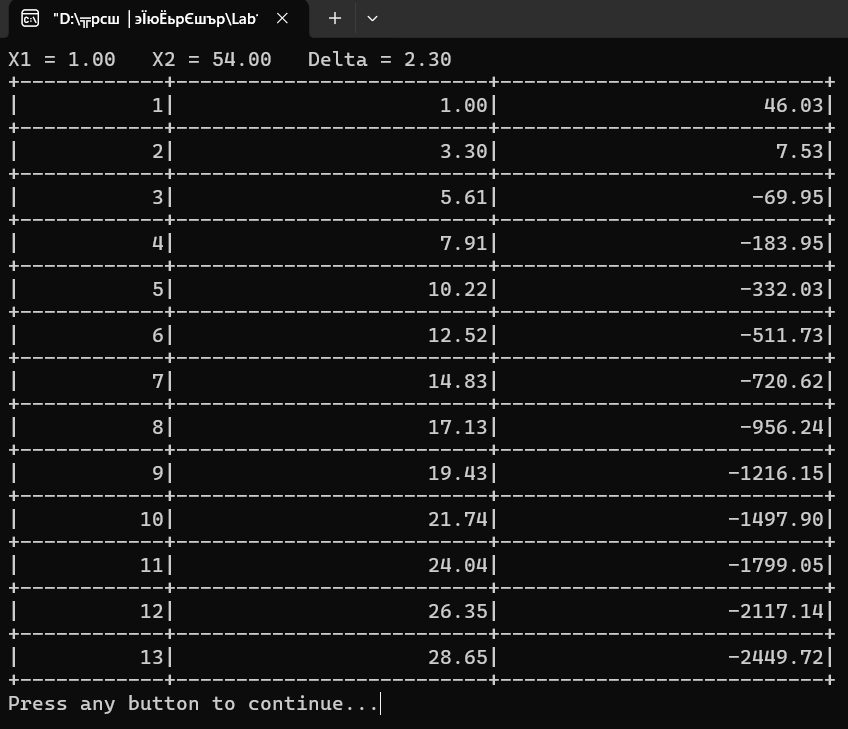 "D:\╦рсш │эЇюЁьрЄшър\Lab'
X1 = 1.00   X2 = 54.00   Delta = 2.30
+------------+--------------------------+---------------------------+
|           1|                      1.00|                      46.03|
+------------+--------------------------+---------------------------+
|           2|                      3.30|                       7.53|
+------------+--------------------------+---------------------------+
|           3|                      5.61|                     -69.95|
+------------+--------------------------+---------------------------+
|           4|                      7.91|                    -183.95|
+------------+--------------------------+---------------------------+
|           5|                     10.22|                    -332.03|
+------------+--------------------------+---------------------------+
|           6|                     12.52|                    -511.73|
+------------+--------------------------+---------------------------+
|           7|                     14.83|                    -720.62|
+------------+--------------------------+---------------------------+
|           8|                     17.13|                    -956.24|
+------------+--------------------------+---------------------------+
|           9|                     19.43|                   -1216.15|
+------------+--------------------------+---------------------------+
|          10|                     21.74|                   -1497.90|
+------------+--------------------------+---------------------------+
|          11|                     24.04|                   -1799.05|
+------------+--------------------------+---------------------------+
|          12|                     26.35|                   -2117.14|
+------------+--------------------------+---------------------------+
|          13|                     28.65|                   -2449.72|
+------------+--------------------------+---------------------------+
Press any button to continue...